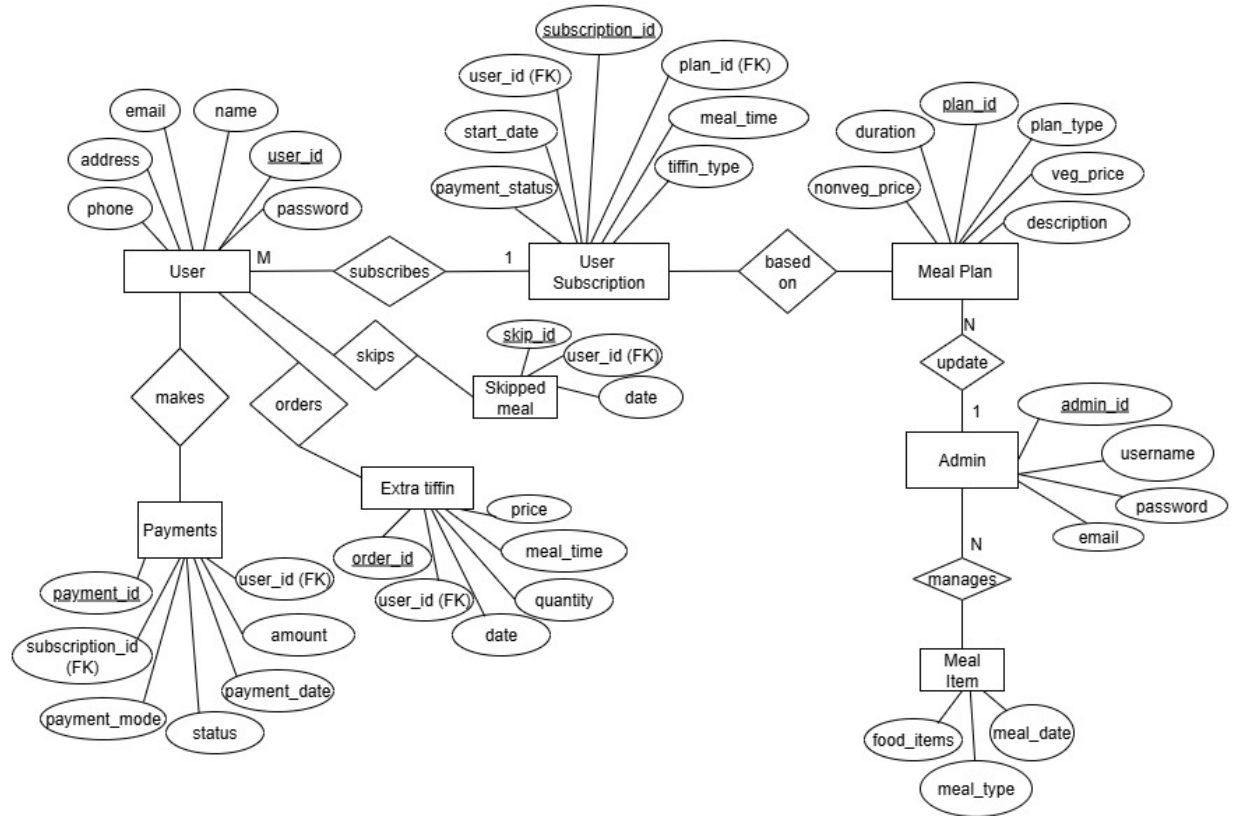 subscription_id
user_id (FK)
plan_id (FK)
email
name
plan_id
start_date
meal_time
duration
plan_type
address
user_id
payment_status
tiffin_type
nonveg_price
veg_price
phone
password
description
User
M
subscribes
1
User
Subscription
based
on
Meal Plan
skip_id
N
skips
user_id (FK)
update
makes
orders
Skipped
meal
date
1
admin_id
username
Admin
Extra tiffin
price
password
Payments
order_id
meal_time
email
N
user_id (FK)
payment_id
user_id (FK)
quantity
manages
subscription_id
(FK)
amount
date
Meal
Item
payment_date
payment_mode
status
food_items
meal_date
meal_type